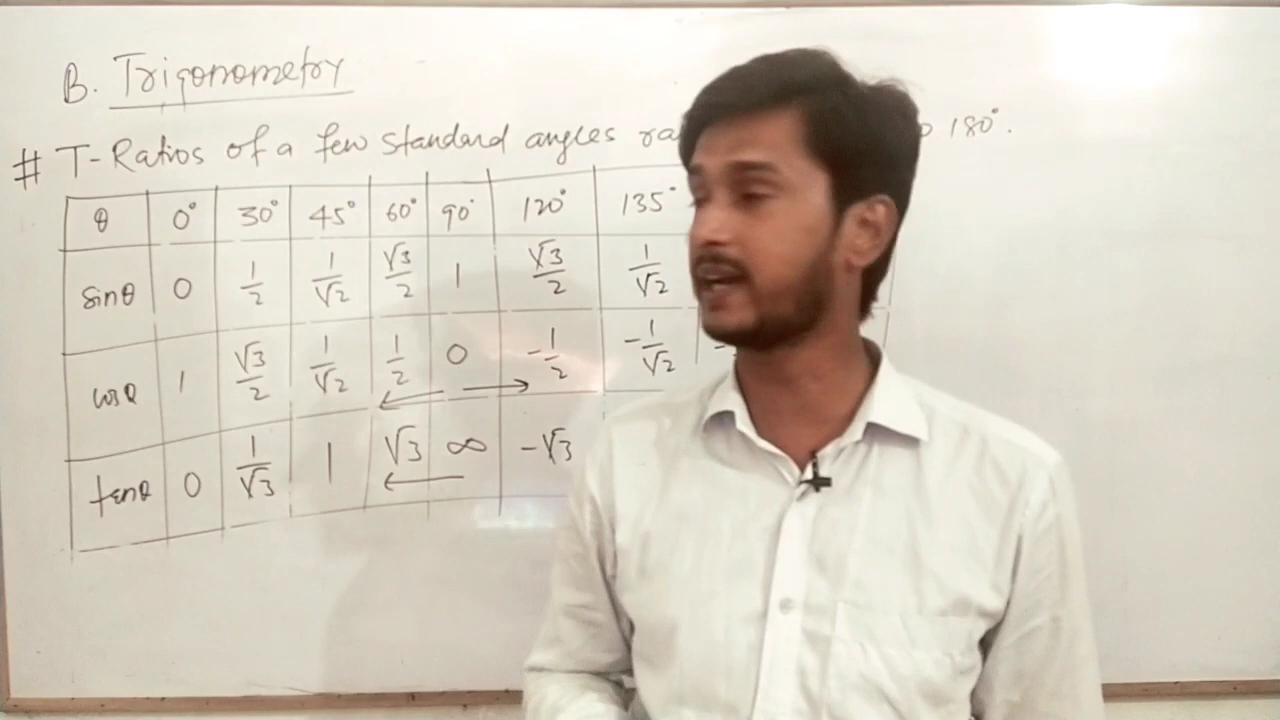 B. Trigonometry
# T-Ratios of a few standard angles 180°.
θ 0° 30° 45° 60° 90° 120° 135°
sinθ 0 1/2 1/√2 √3/2 1 √3/2 1/√2
cosθ 1 √3/2 1/√2 1/2 0 -1/2 -1/√2 -
tanθ 0 1/√3 1 √3 ∞ -√3